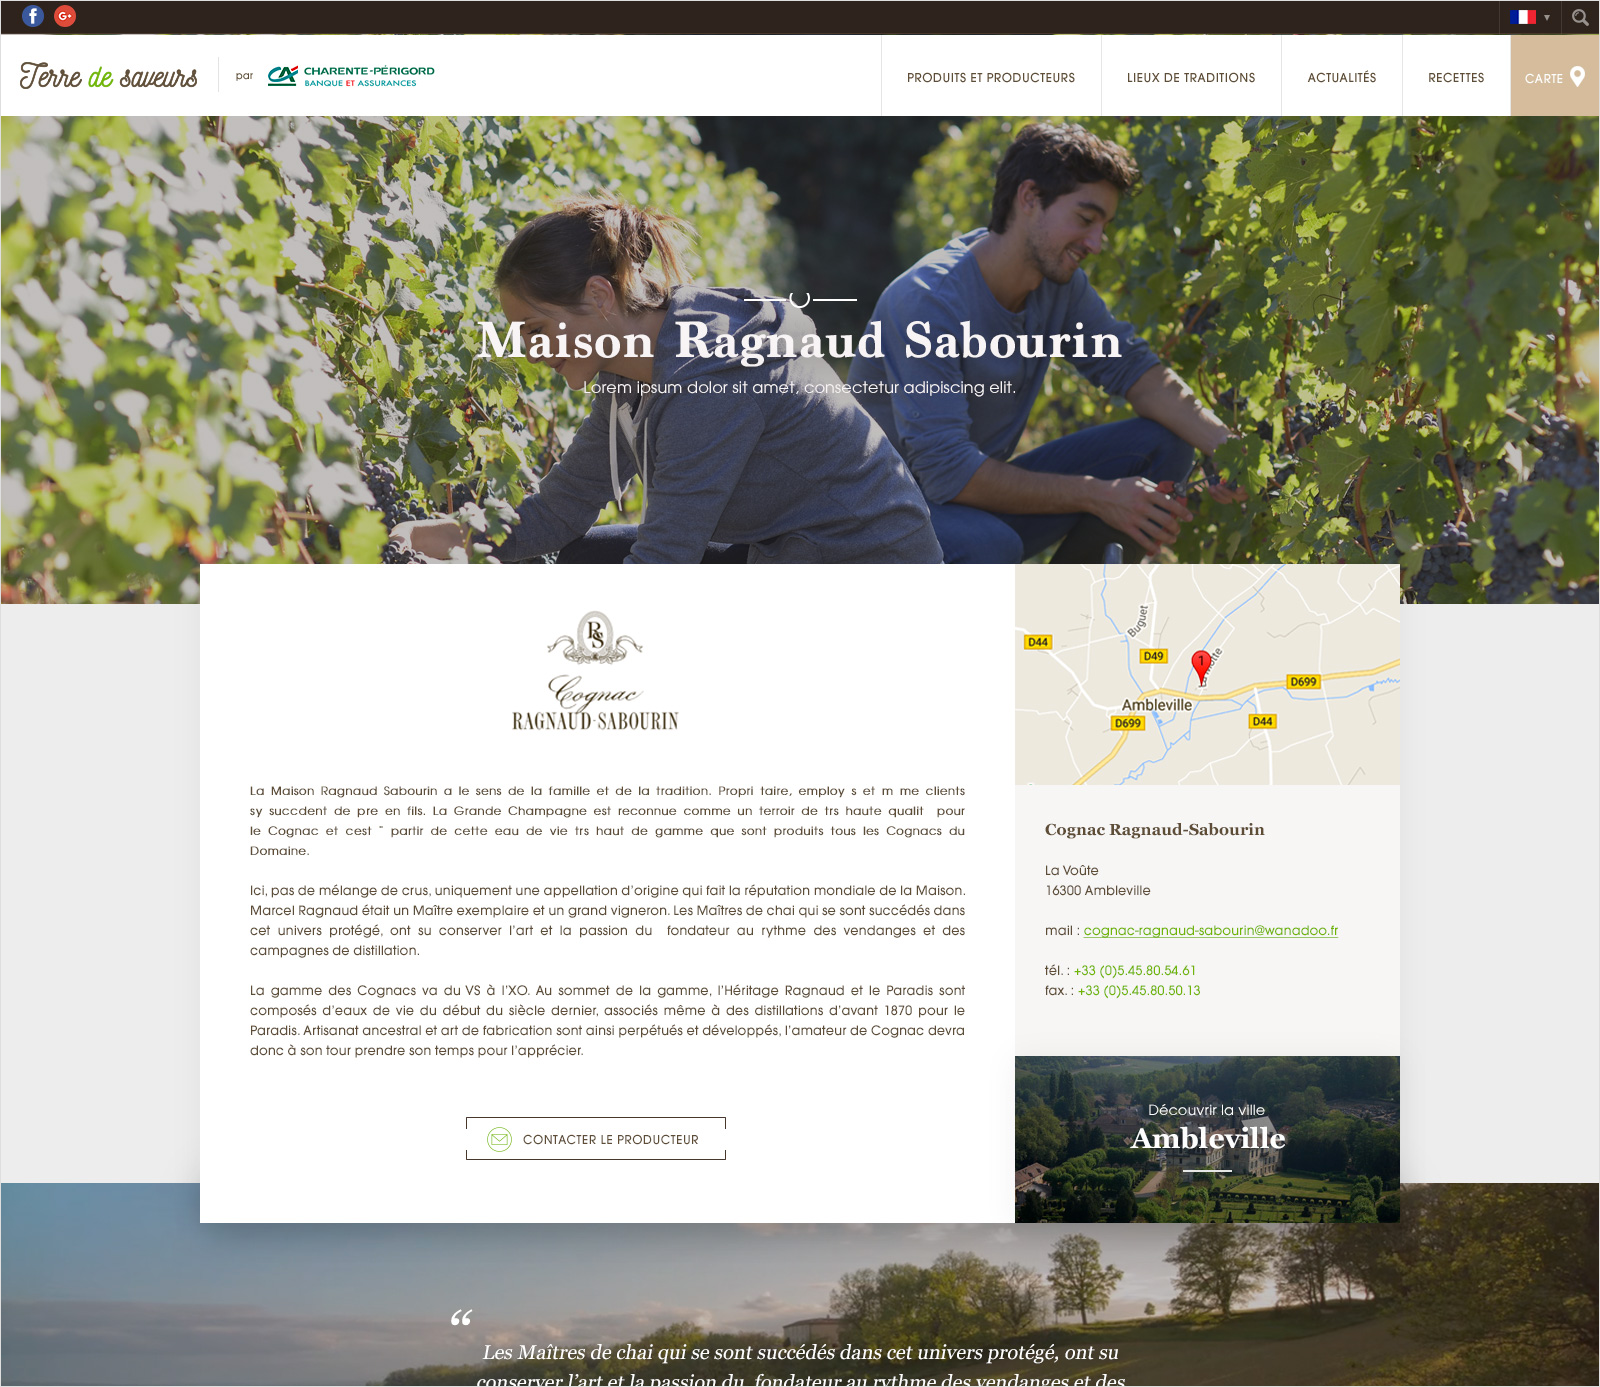 Terre de saveurs
par
CHARENTE-PÉRIGORD
BANQUE ET ASSURANCES
PRODUITS ET PRODUCTEURS
LIEUX DE TRADITIONS
ACTUALITÉS
RECETTES
CARTE
Maison Ragnaud Sabourin
Lorem ipsum dolor sit amet, consectetur adipiscing elit.
RS
Cognac
RAGNAUD-SABOURIN
La Maison Ragnaud Sabourin a le sens de la famille et de la tradition. Propri taire, employ s et m me clients
sy succdent de pre en fils. La Grande Champagne est reconnue comme un terroir de trs haute qualit pour
le Cognac et cest ˜ partir de cette eau de vie trs haut de gamme que sont produits tous les Cognacs du
Domaine.
Ici, pas de mélange de crus, uniquement une appellation d'origine qui fait la réputation mondiale de la Maison.
Marcel Ragnaud était un Maître exemplaire et un grand vigneron. Les Maîtres de chai qui se sont succédés dans
cet univers protégé, ont su conserver l'art et la passion du fondateur au rythme des vendanges et des
campagnes de distillation.
La gamme des Cognacs va du VS à l'XO. Au sommet de la gamme, l'Héritage Ragnaud et le Paradis sont
composés d'eaux de vie du début du siècle dernier, associés même à des distillations d'avant 1870 pour le
Paradis. Artisanat ancestral et art de fabrication sont ainsi perpétués et développés, l'amateur de Cognac devra
donc à son tour prendre son temps pour l'apprécier.
CONTACTER LE PRODUCTEUR
Buguet
D44
D49
1
D699
Ambleville
D699
D44
Cognac Ragnaud-Sabourin
La Voûte
16300 Ambleville
mail : cognac-ragnaud-sabourin@wanadoo.fr
tél. : +33 (0)5.45.80.54.61
fax. : +33 (0)5.45.80.50.13
Découvrir la ville
Ambleville
“
Les Maîtres de chai qui se sont succédés dans cet univers protégé, ont su
conserver l'art et la passion du fondateur au rythme des vendanges et des